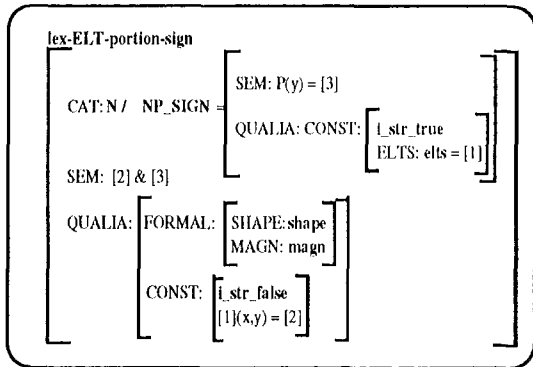 lex-ELT-portion-sign
SEM: P(y) = [3]
CAT: N / NP_SIGN =
QUALIA: CONST: i_str_true
ELTS: elts = [1]
SEM: [2] & [3]
QUALIA: FORMAL: SHAPE: shape
MAGN: magn
CONST: i_str_false
[1](x,y) = [2]